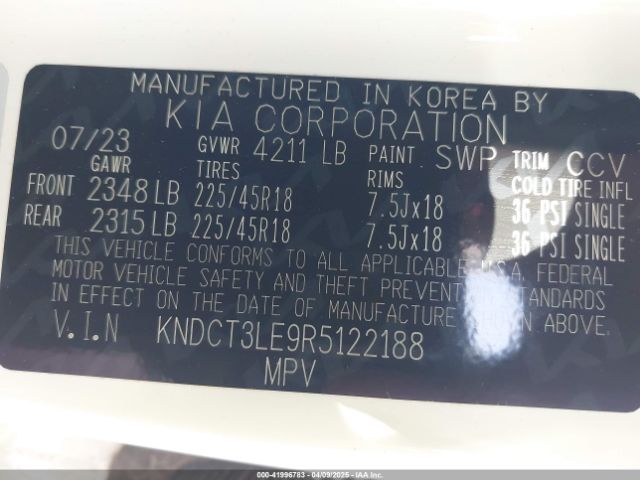 MANUFACTURED IN KOREA BY
KIA CORPORATION
07/23 GVWR 4211 LB PAINT SWP TRIM CCV
GAWR TIRES RIMS COLD TIRE INFL
FRONT 2348 LB 225/45R18 7.5Jx18 36 PSI SINGLE
REAR 2315 LB 225/45R18 7.5Jx18 36 PSI SINGLE
THIS VEHICLE CONFORMS TO ALL APPLICABLE U.S.A. FEDERAL
MOTOR VEHICLE SAFETY AND THEFT PREVENTION STANDARDS
IN EFFECT ON THE DATE OF MANUFACTURE SHOWN ABOVE.
V.I.N KNDCT3LE9R5122188
MPV
000-41996783 - 04/09/2025 - IAA Inc.